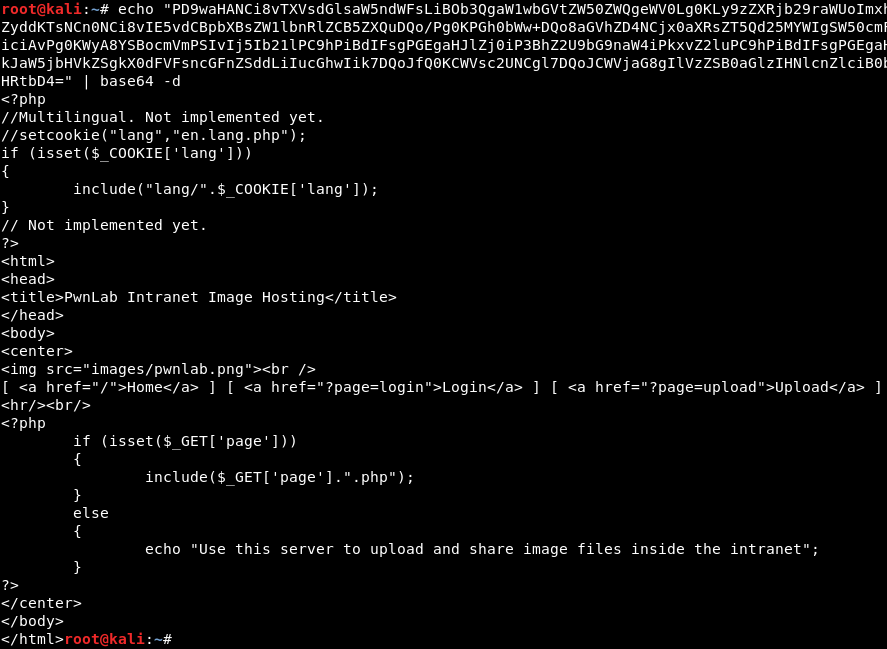 root@kali:~# echo "PD9waHANCi8vTXVsdGlsaW5ndWFsLiBOb3QgaW1wbGVtZW50ZWQgeWV0Lg0KLy9zZXRjb29raWUoImxh
ZyddKTsNCn0NCi8vIE5vdCBpbXBsZW1lbnRlZCB5ZXQuDQo/Pg0KPGh0bWw+DQo8aGVhZD4NCjx0aXRsZT5Qd25MYWIgSW50cmF
iciAvPg0KWyA8YSBocmVmPSIvIj5Ib21lPC9hPiBdIFsgPGEgaHJlZj0iP3BhZ2U9bG9naW4iPkxvZ2luPC9hPiBdIFsgPGEgaH
kJaW5jbHVkZSgkX0dFVFsncGFnZSddLiIucGhwIik7DQoJfQ0KCWVsc2UNCgl7DQoJCWVjaG8gIlVzZSB0aGlzIHNlcnZlciB0b
HRtbD4=" | base64 -d
<?php
//Multilingual. Not implemented yet.
//setcookie("lang","en.lang.php");
if (isset($_COOKIE['lang']))
{
        include("lang/".$_COOKIE['lang']);
}
// Not implemented yet.
?>
<html>
<head>
<title>PwnLab Intranet Image Hosting</title>
</head>
<body>
<center>
<img src="images/pwnlab.png"><br />
[ <a href="/">Home</a> ] [ <a href="?page=login">Login</a> ] [ <a href="?page=upload">Upload</a> ]
<hr/><br/>
<?php
        if (isset($_GET['page']))
        {
                include($_GET['page'].".php");
        }
        else
        {
                echo "Use this server to upload and share image files inside the intranet";
        }
?>
</center>
</body>
</html>root@kali:~#